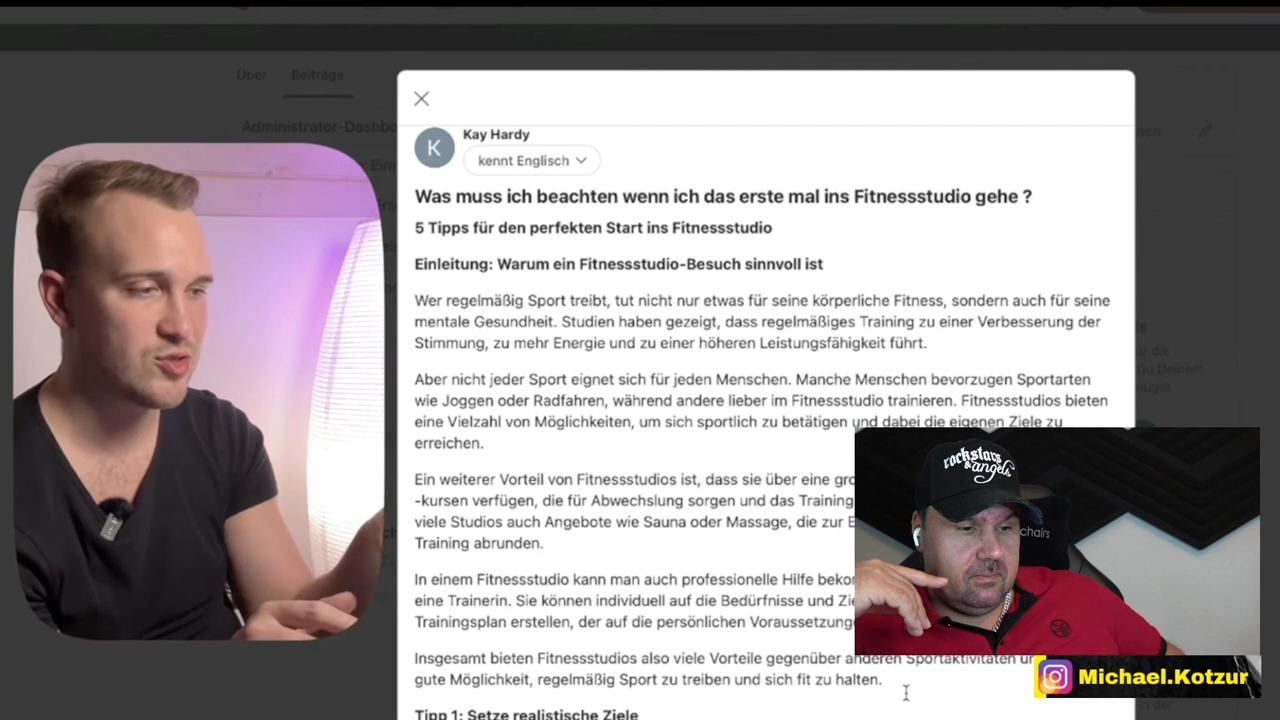 Über Beiträge
Administrator-Dashbo
K
Kay Hardy
kennt Englisch
Was muss ich beachten wenn ich das erste mal ins Fitnessstudio gehe ?
5 Tipps für den perfekten Start ins Fitnessstudio
Einleitung: Warum ein Fitnessstudio-Besuch sinnvoll ist
Wer regelmäßig Sport treibt, tut nicht nur etwas für seine körperliche Fitness, sondern auch für seine
mentale Gesundheit. Studien haben gezeigt, dass regelmäßiges Training zu einer Verbesserung der
Stimmung, zu mehr Energie und zu einer höheren Leistungsfähigkeit führt.
Aber nicht jeder Sport eignet sich für jeden Menschen. Manche Menschen bevorzugen Sportarten
wie Joggen oder Radfahren, während andere lieber im Fitnessstudio trainieren. Fitnessstudios bieten
eine Vielzahl von Möglichkeiten, um sich sportlich zu betätigen und dabei die eigenen Ziele zu
erreichen.
Ein weiterer Vorteil von Fitnessstudios ist, dass sie über eine gro
-kursen verfügen, die für Abwechslung sorgen und das Training
viele Studios auch Angebote wie Sauna oder Massage, die zur E
Training abrunden.
In einem Fitnessstudio kann man auch professionelle Hilfe beko
eine Trainerin. Sie können individuell auf die Bedürfnisse und Zie
Trainingsplan erstellen, der auf die persönlichen Voraussetzung
Insgesamt bieten Fitnessstudios also viele Vorteile gegenüber anderen Sportaktivitäten
gute Möglichkeit, regelmäßig Sport zu treiben und sich fit zu halten.
Tipp 1: Setze realistische Ziele
rockstars
& angels
chairs
Michael.Kotzur